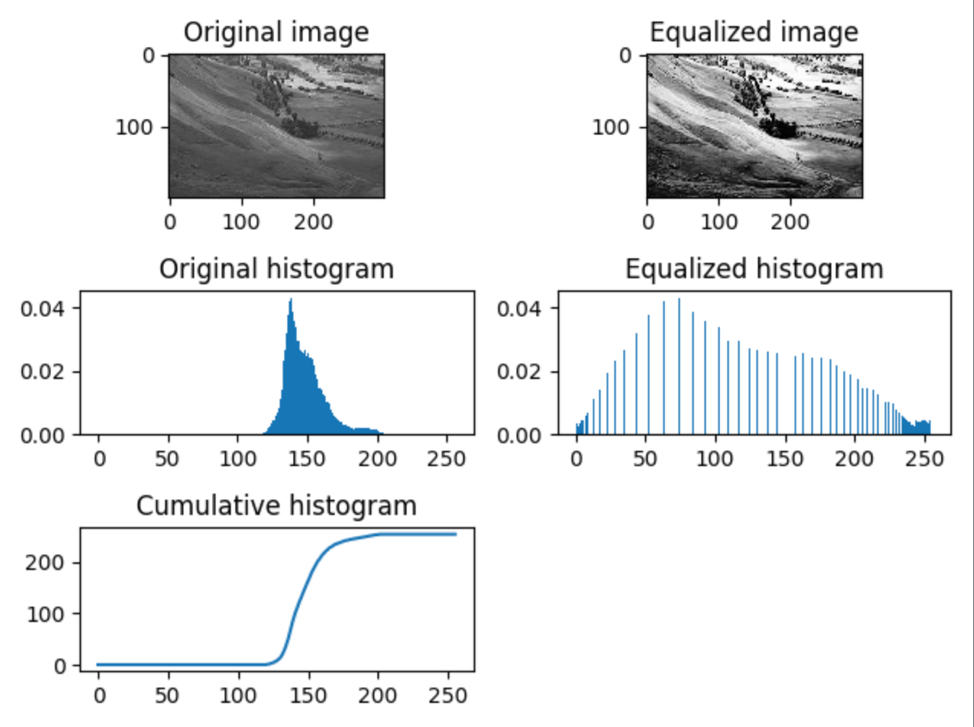 Original image
0
100
0 100 200
Equalized image
0
100
0 100 200
Original histogram
0.04
0.02
0.00
0 50 100 150 200 250
Equalized histogram
0.04
0.02
0.00
0 50 100 150 200 250
Cumulative histogram
200
100
0
0 50 100 150 200 250